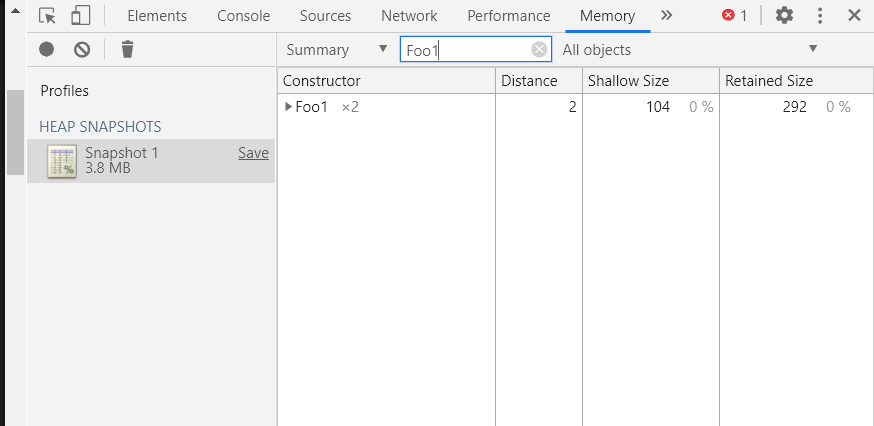 Elements Console Sources Network Performance Memory » 1
Summary ▼ Foo1 All objects ▼
Profiles
HEAP SNAPSHOTS
Snapshot 1 Save
3.8 MB
Constructor Distance Shallow Size Retained Size
Foo1 ×2 2 104 0 % 292 0 %